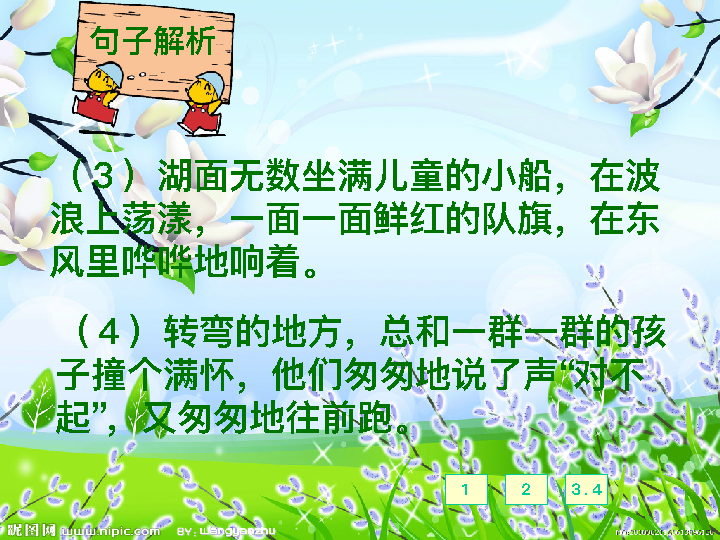 句子解析
（3）湖面无数坐满儿童的小船，在波
浪上荡漾，一面一面鲜红的队旗，在东
风里哗哗地响着。
（4）转弯的地方，总和一群一群的孩
子撞个满怀，他们匆匆地说了声“对不
起”，又匆匆地往前跑。
1
2
3.4
昵图网 www.nipic.com
BY: wangyanzhu